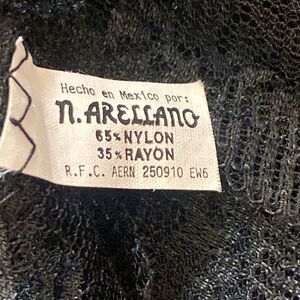 Hecho en Mexico por:
n.ARELLANO
65% NYLON
35% RAYON
R.F.C. AERN 250910 EW6